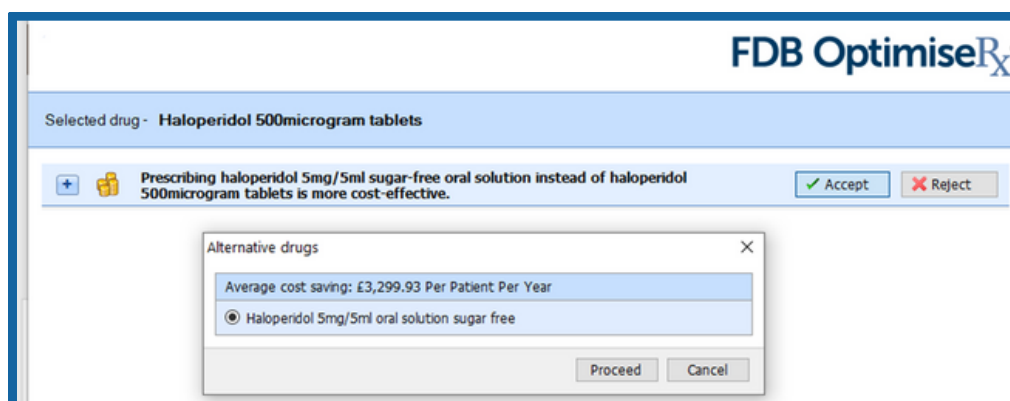 FDB OptimiseRx
Selected drug - Haloperidol 500microgram tablets
Prescribing haloperidol 5mg/5ml sugar-free oral solution instead of haloperidol
500microgram tablets is more cost-effective.
Accept
Reject
Alternative drugs
Average cost saving: £3,299.93 Per Patient Per Year
Haloperidol 5mg/5ml oral solution sugar free
Proceed
Cancel